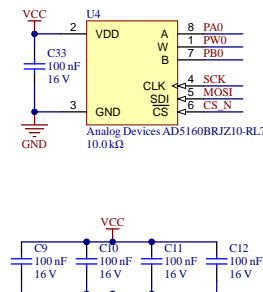 VCC U4
2 VDD A 8 PA0
W 1 PW0
B 7 PB0
C33
100 nF
16 V
CLK 4 SCK
SDI 5 MOSI
3 GND CS 6 CS_N
GND
Analog Devices AD5160BRJZ10-RL7
10.0 kΩ
VCC
C9 C10 C11 C12
100 nF 100 nF 100 nF 100 nF
16 V 16 V 16 V 16 V